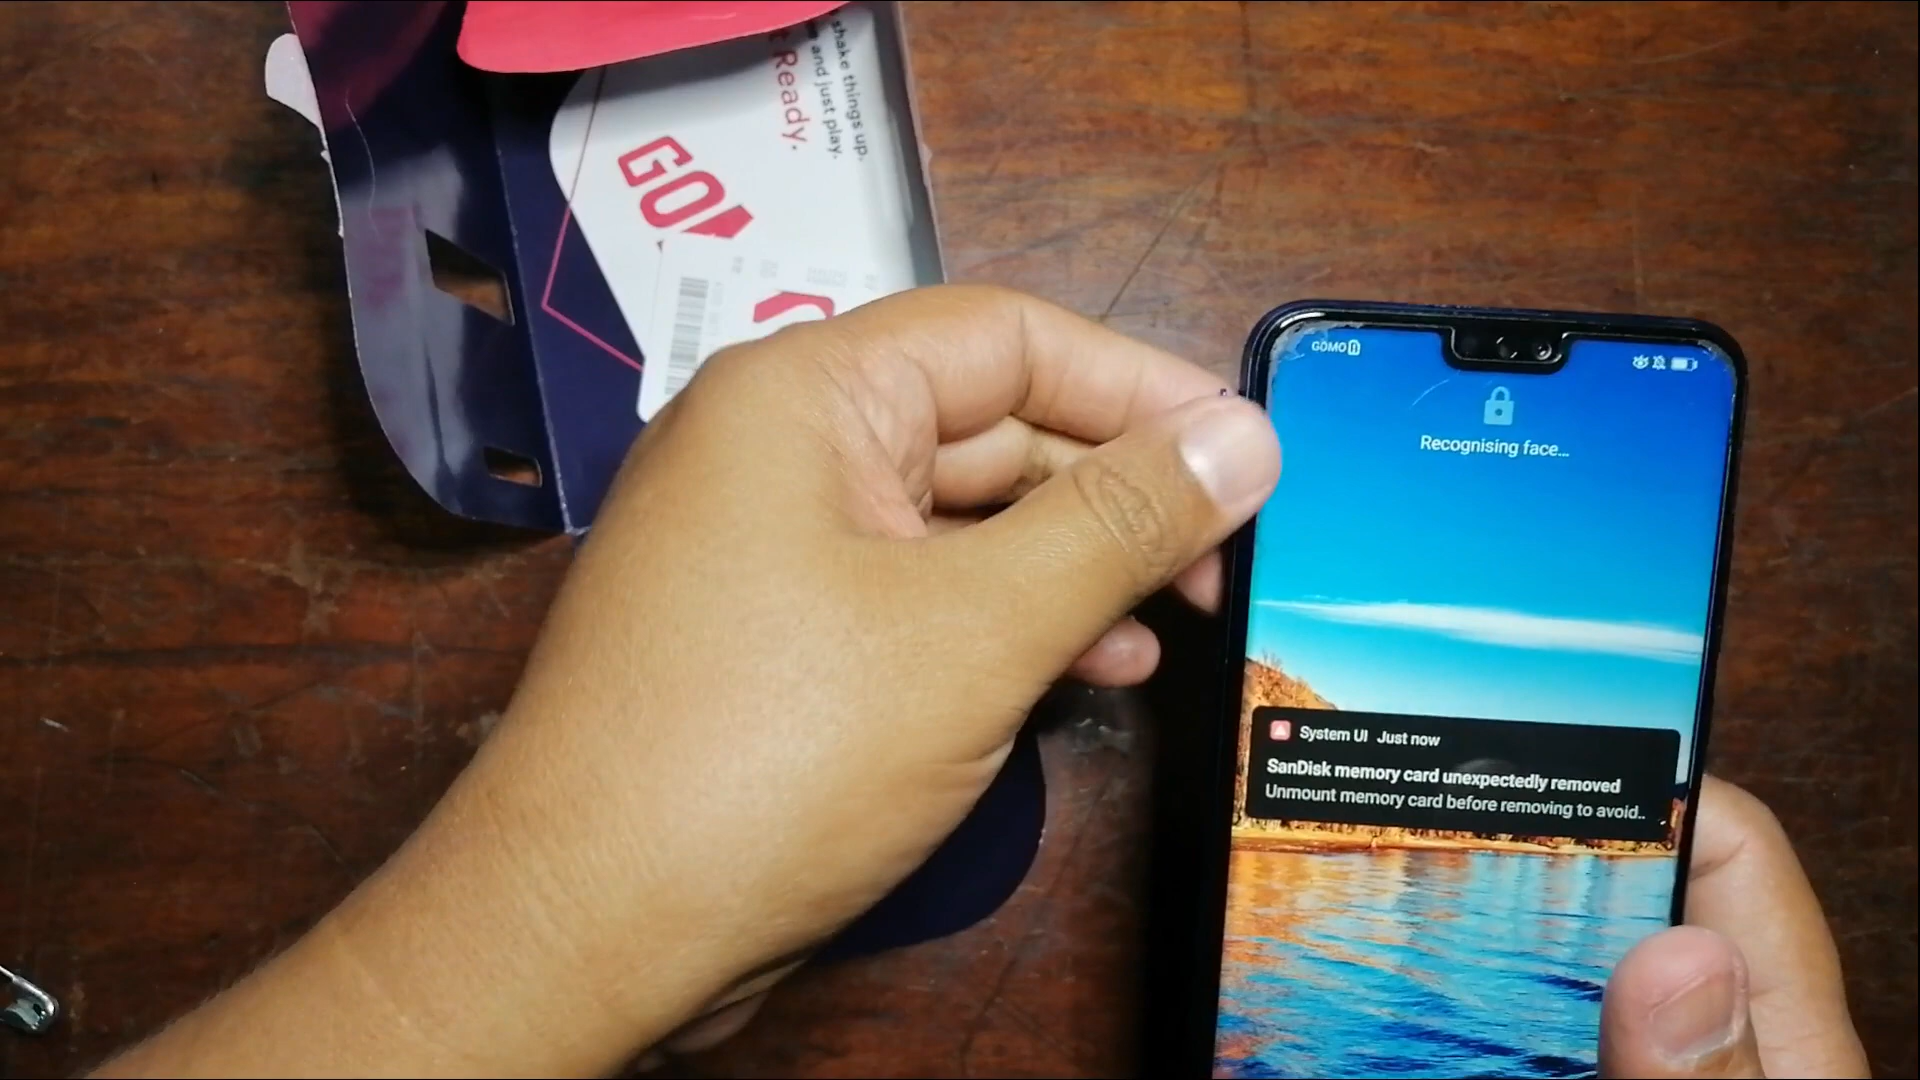 shake things up.
and just play.
t Ready.
GOM
GOMO
Recognising face...
System UI Just now
SanDisk memory card unexpectedly removed
Unmount memory card before removing to avoid..